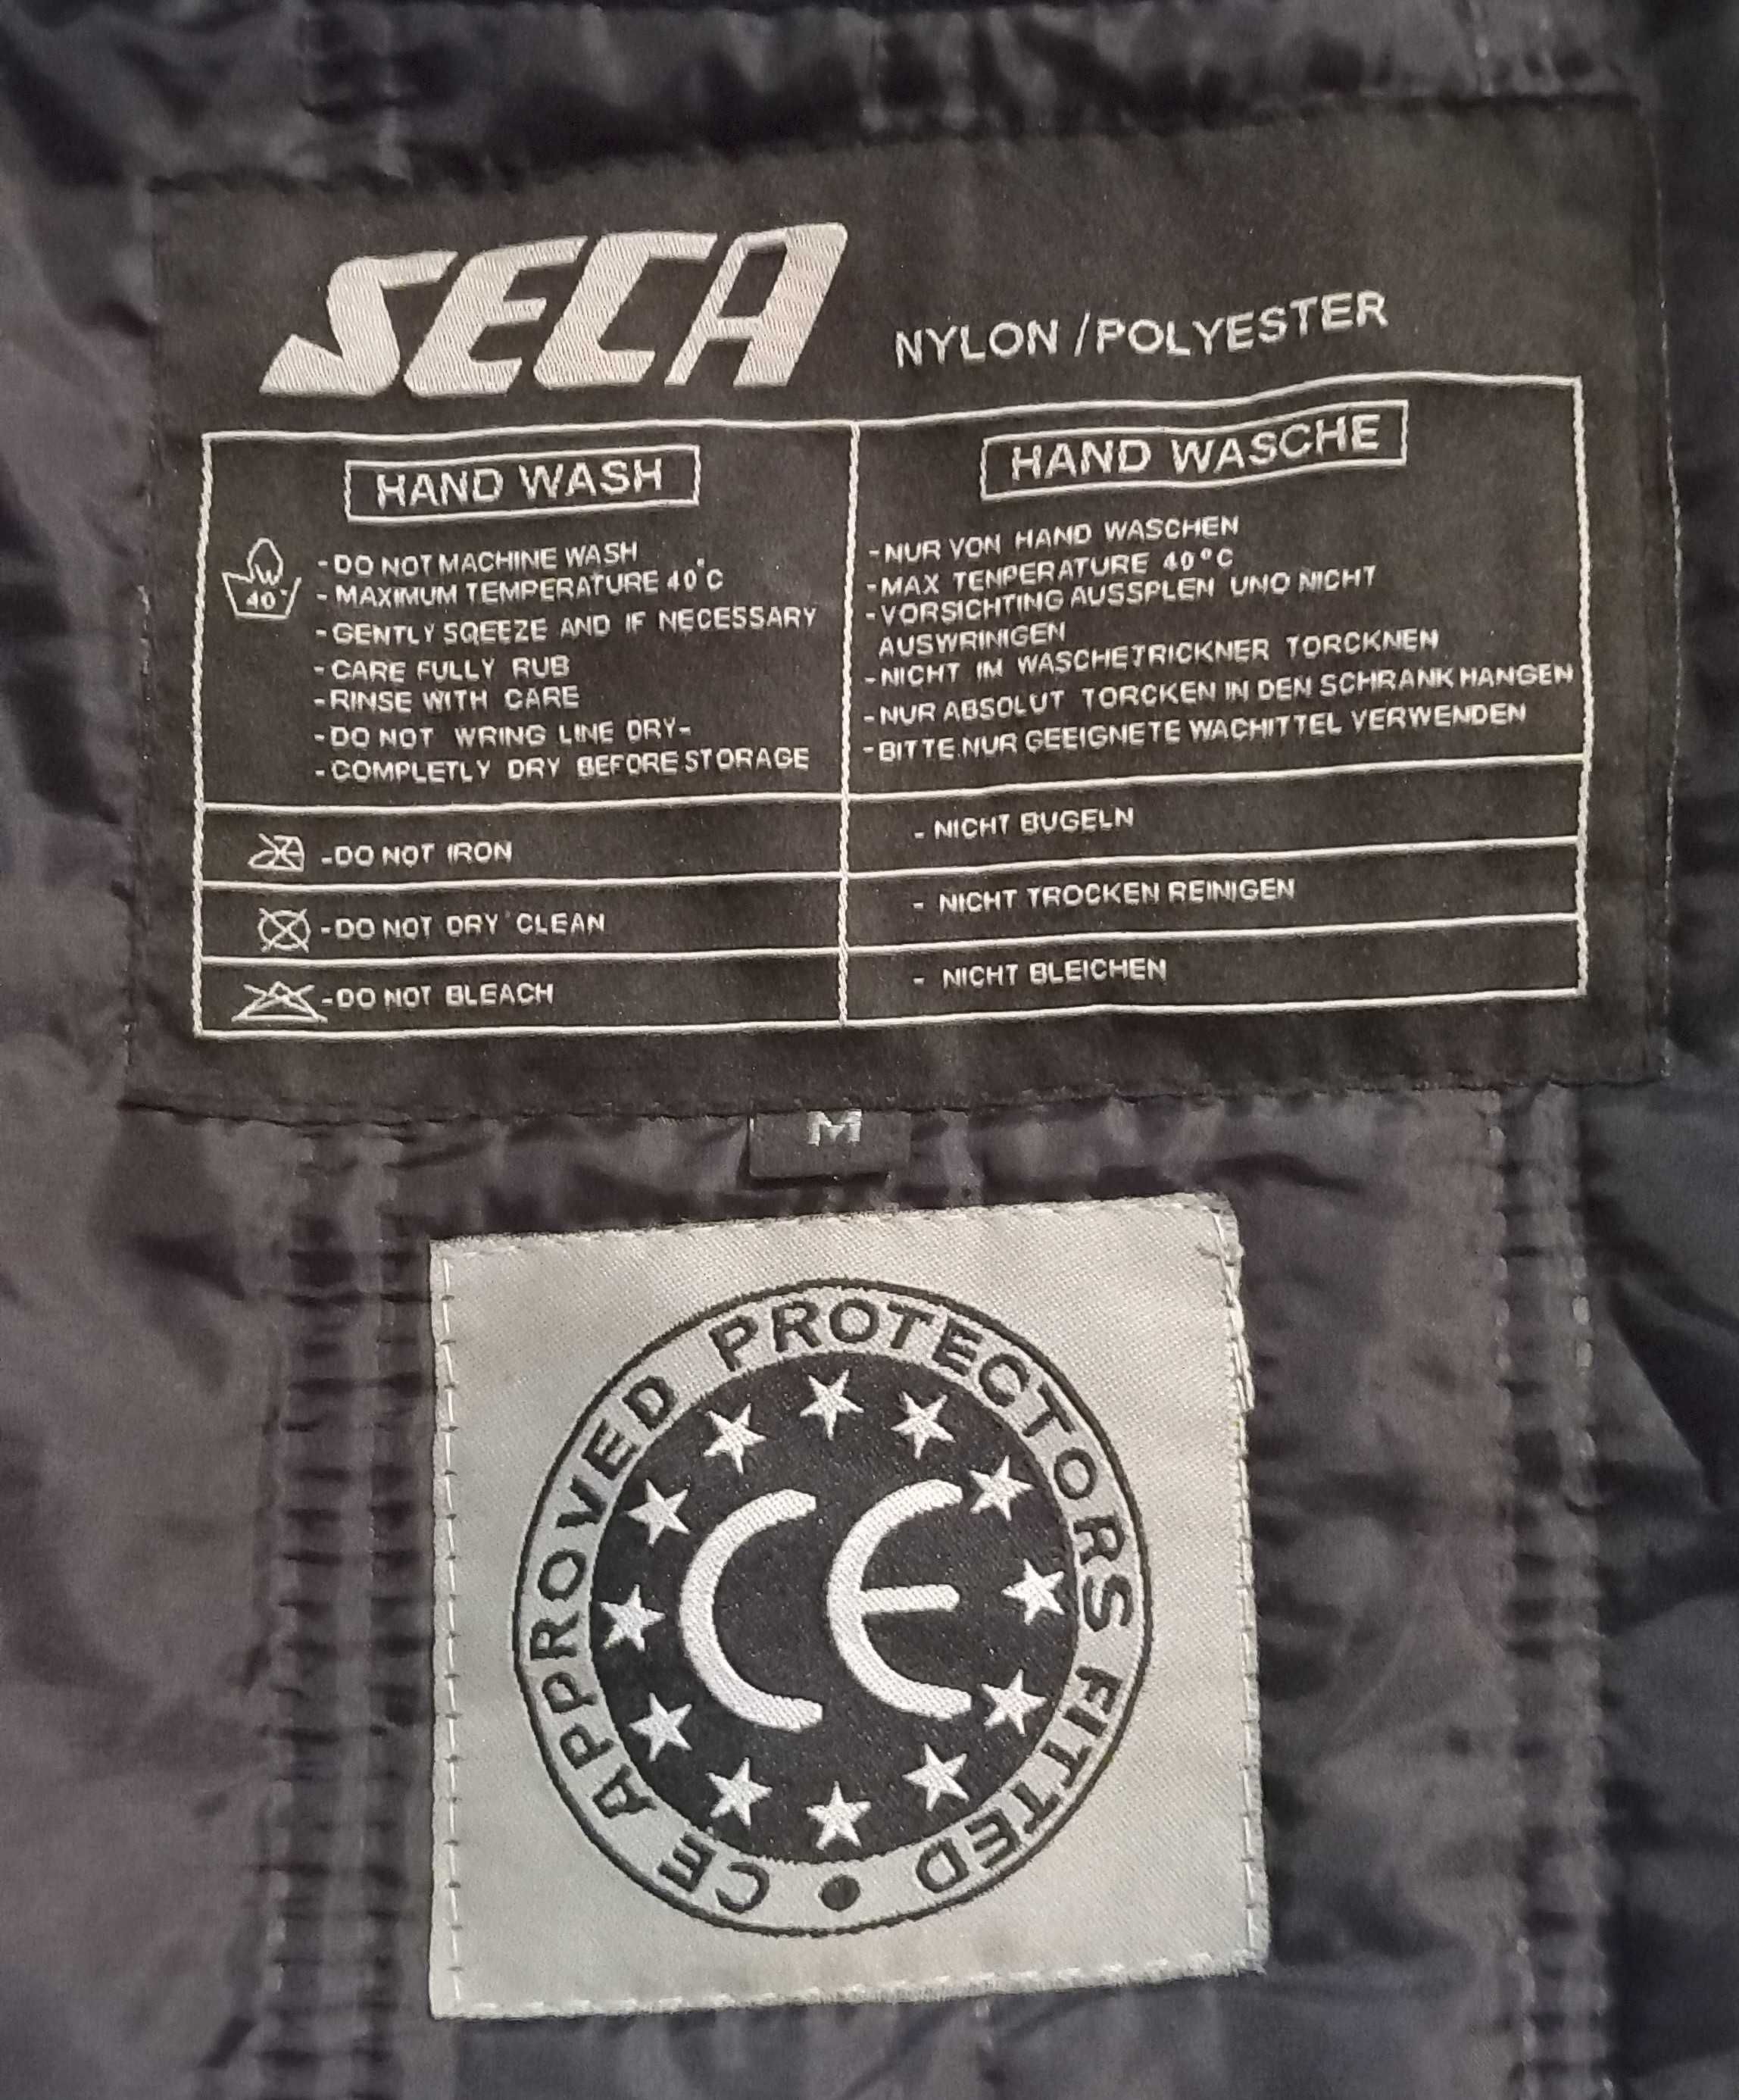 SECA
NYLON /POLYESTER
HAND WASH
40°
-DO NOT MACHINE WASH
- MAXIMUM TEMPERATURE 40°C
-GENTLY SQEEZE AND IF NECESSARY
-CARE FULLY RUB
-RINSE WITH CARE
-DO NOT WRING LINE DRY-
-COMPLETLY DRY BEFORE STORAGE
-DO NOT IRON
-DO NOT DRY CLEAN
-DO NOT BLEACH
HAND WASCHE
-NUR VON HAND WASCHEN
-MAX TENPERATURE 40°C
-VORSICHTING AUSSPLEN UNO NICHT
AUSWRINIGEN
-NICHT IM WASCHETRICKNER TORCKNEN
-NUR ABSOLUT TORCKEN IN DEN SCHRANK HANGEN
-BITTE NUR GEEIGNETE WACHITTEL VERWENDEN
- NICHT BUGELN
- NICHT TROCKEN REINIGEN
- NICHT BLEICHEN
M
CE APPROVED PROTECTORS FITTED •
CE